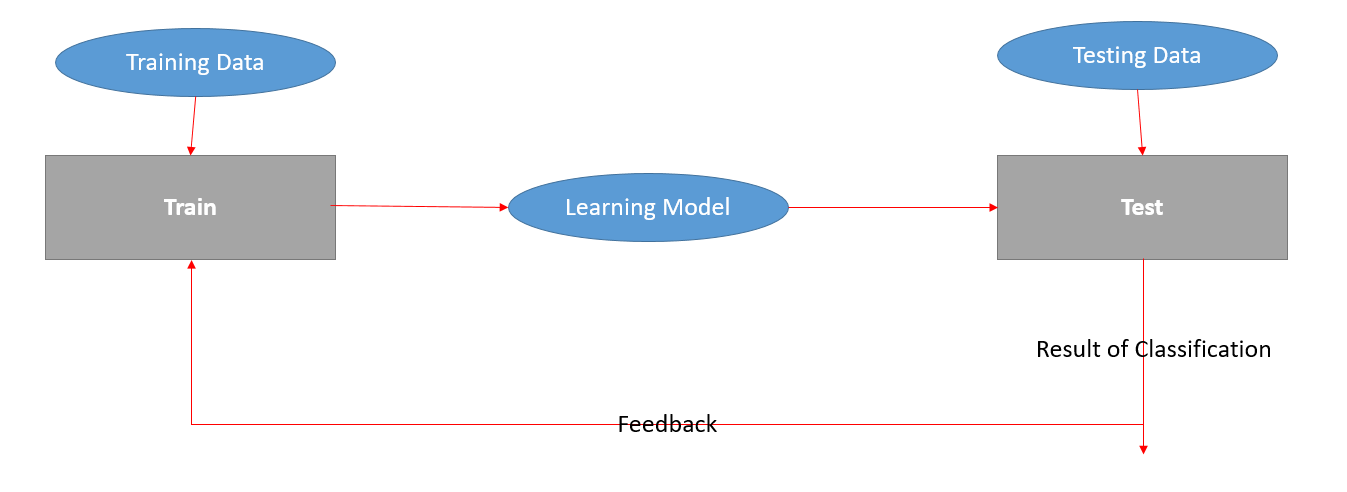 Training Data
Testing Data
Train
Learning Model
Test
Result of Classification
Feedback